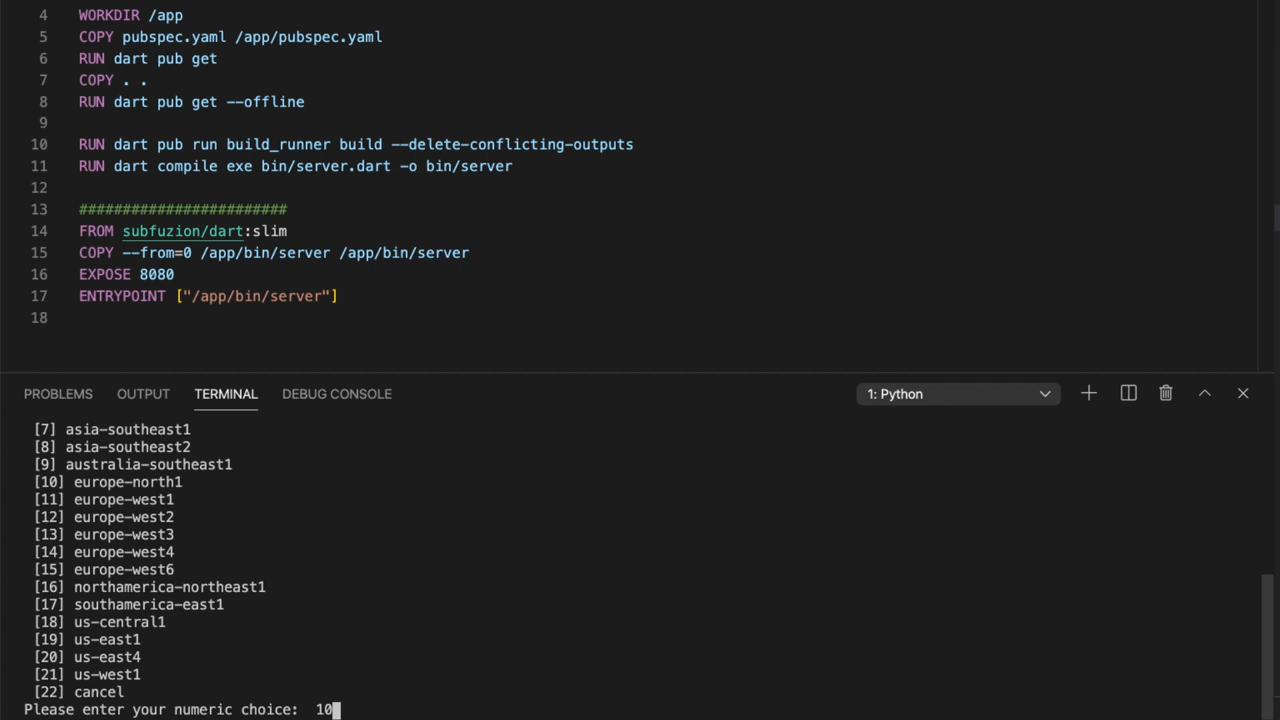 4 WORKDIR /app
5 COPY pubspec.yaml /app/pubspec.yaml
6 RUN dart pub get
7 COPY . .
8 RUN dart pub get --offline
9
10 RUN dart pub run build_runner build --delete-conflicting-outputs
11 RUN dart compile exe bin/server.dart -o bin/server
12
13 ########################
14 FROM subfuzion/dart:slim
15 COPY --from=0 /app/bin/server /app/bin/server
16 EXPOSE 8080
17 ENTRYPOINT ["/app/bin/server"]
18
PROBLEMS OUTPUT TERMINAL DEBUG CONSOLE 1: Python
[7] asia-southeast1
[8] asia-southeast2
[9] australia-southeast1
[10] europe-north1
[11] europe-west1
[12] europe-west2
[13] europe-west3
[14] europe-west4
[15] europe-west6
[16] northamerica-northeast1
[17] southamerica-east1
[18] us-central1
[19] us-east1
[20] us-east4
[21] us-west1
[22] cancel
Please enter your numeric choice: 10